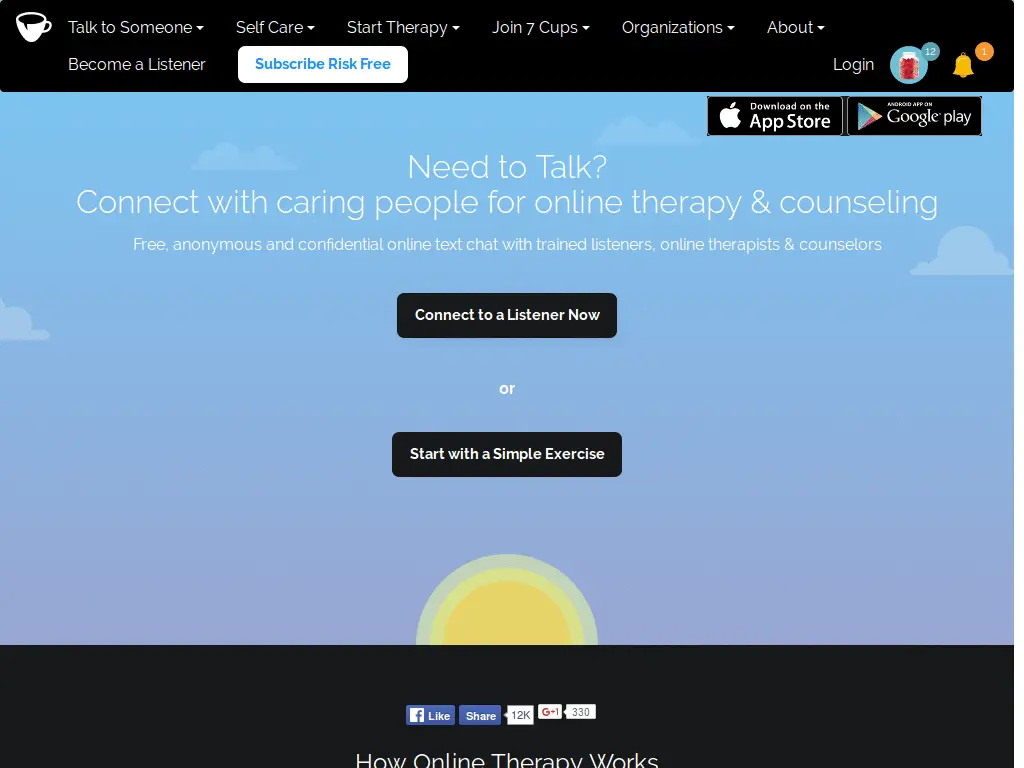 Talk to Someone Self Care Start Therapy Join 7 Cups Organizations About
Become a Listener Subscribe Risk Free Login 12 1
Download on the App Store
ANDROID APP ON Google play
Need to Talk?
Connect with caring people for online therapy & counseling
Free, anonymous and confidential online text chat with trained listeners, online therapists & counselors
Connect to a Listener Now
or
Start with a Simple Exercise
Like Share 12K G+1 330
How Online Therapy Works